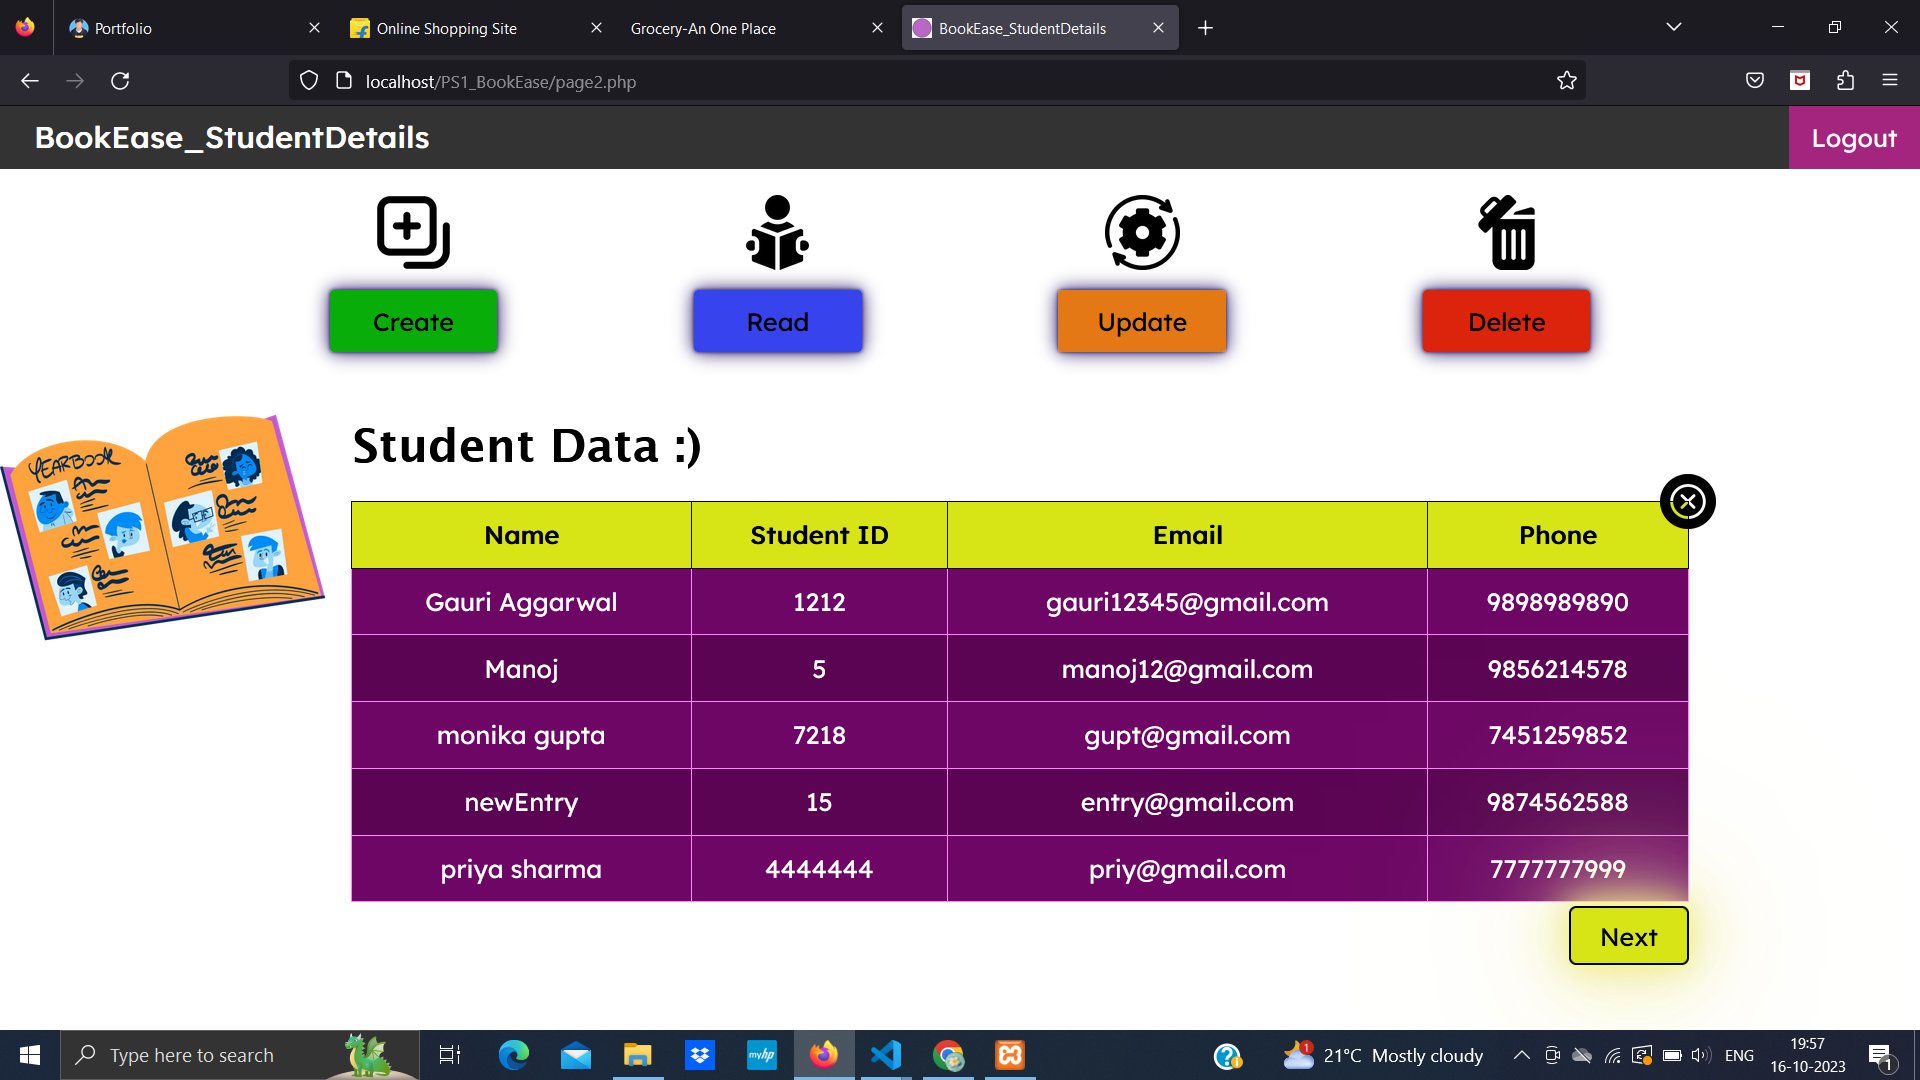 Portfolio
Online Shopping Site
Grocery-An One Place
BookEase_StudentDetails
localhost/PS1_BookEase/page2.php
BookEase_StudentDetails
Logout
Create
Read
Update
Delete
YEARBOOK
Student Data :)
Name Student ID Email Phone
Gauri Aggarwal 1212 gauri12345@gmail.com 9898989890
Manoj 5 manoj12@gmail.com 9856214578
monika gupta 7218 gupt@gmail.com 7451259852
newEntry 15 entry@gmail.com 9874562588
priya sharma 4444444 priy@gmail.com 7777777999
Next
Type here to search
myhp
1
21°C Mostly cloudy
ENG
19:57
16-10-2023
1